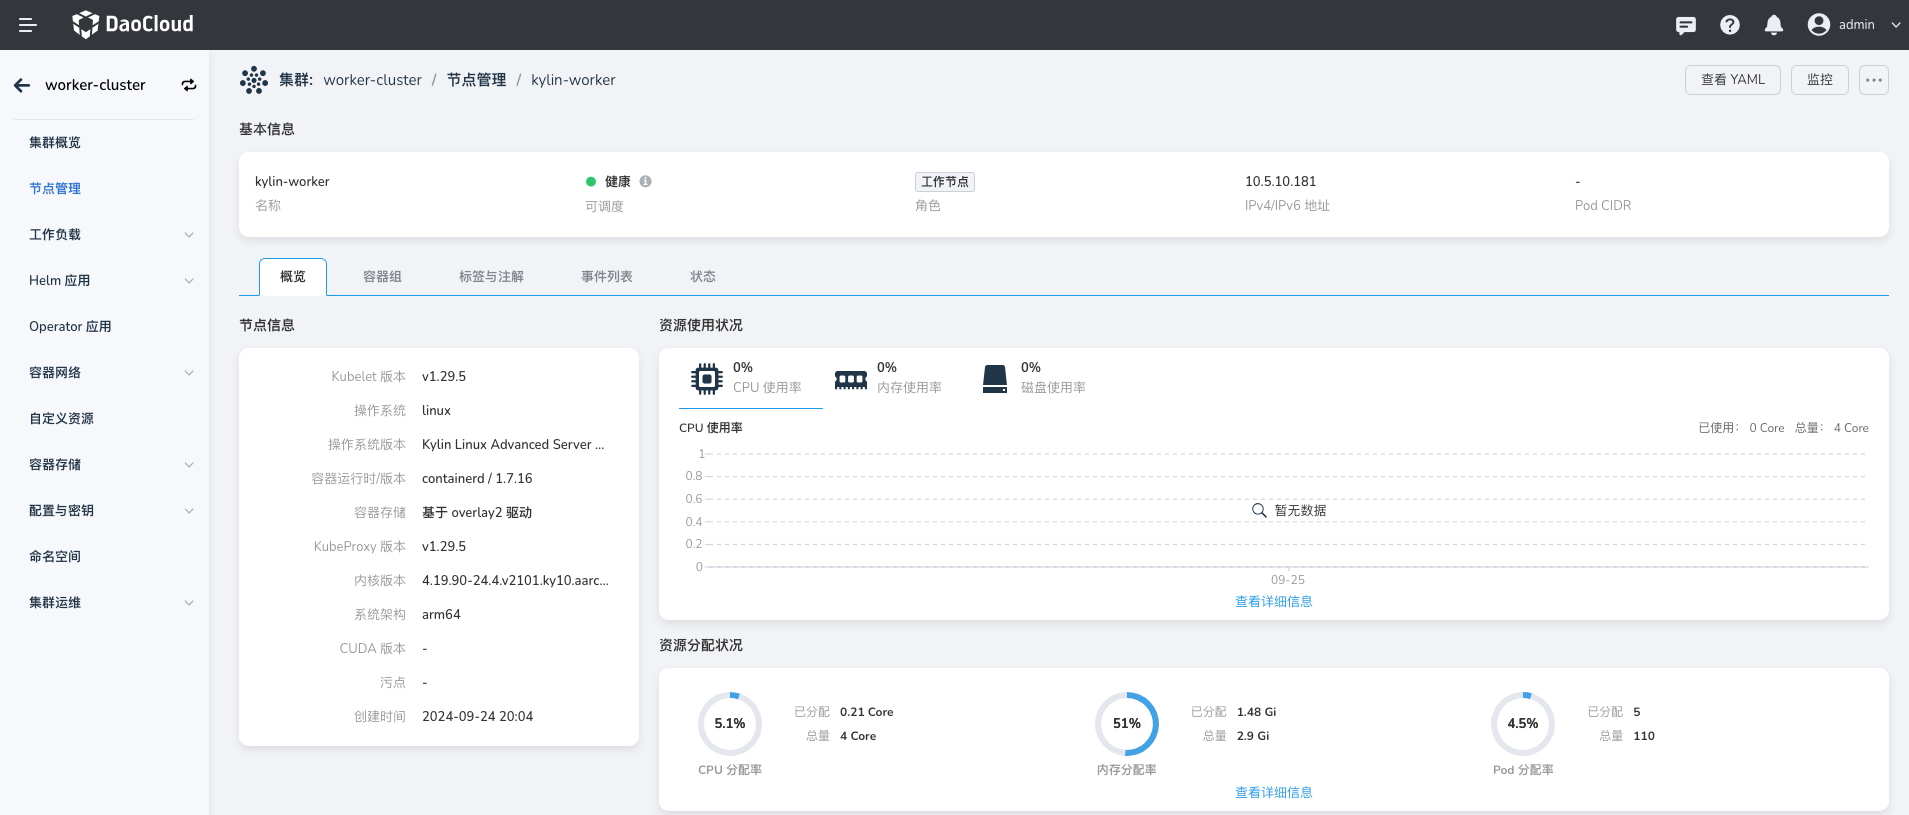 DaoCloud
admin
worker-cluster
集群概览
节点管理
工作负载
Helm 应用
Operator 应用
容器网络
自定义资源
容器存储
配置与密钥
命名空间
集群运维
集群: worker-cluster / 节点管理 / kylin-worker
查看 YAML 监控
基本信息
kylin-worker
名称
健康
可调度
工作节点
角色
10.5.10.181
IPv4/IPv6 地址
-
Pod CIDR
概览 容器组 标签与注解 事件列表 状态
节点信息
Kubelet 版本 v1.29.5
操作系统 linux
操作系统版本 Kylin Linux Advanced Server ...
容器运行时/版本 containerd / 1.7.16
容器存储 基于 overlay2 驱动
KubeProxy 版本 v1.29.5
内核版本 4.19.90-24.4.v2101.ky10.aarc...
系统架构 arm64
CUDA 版本 -
污点 -
创建时间 2024-09-24 20:04
资源使用状况
0%
CPU 使用率
0%
内存使用率
0%
磁盘使用率
CPU 使用率
已使用: 0 Core 总量: 4 Core
1
0.8
0.6
0.4
0.2
0
暂无数据
09-25
查看详细信息
资源分配状况
5.1%
CPU 分配率
已分配 0.21 Core
总量 4 Core
51%
内存分配率
已分配 1.48 Gi
总量 2.9 Gi
4.5%
Pod 分配率
已分配 5
总量 110
查看详细信息